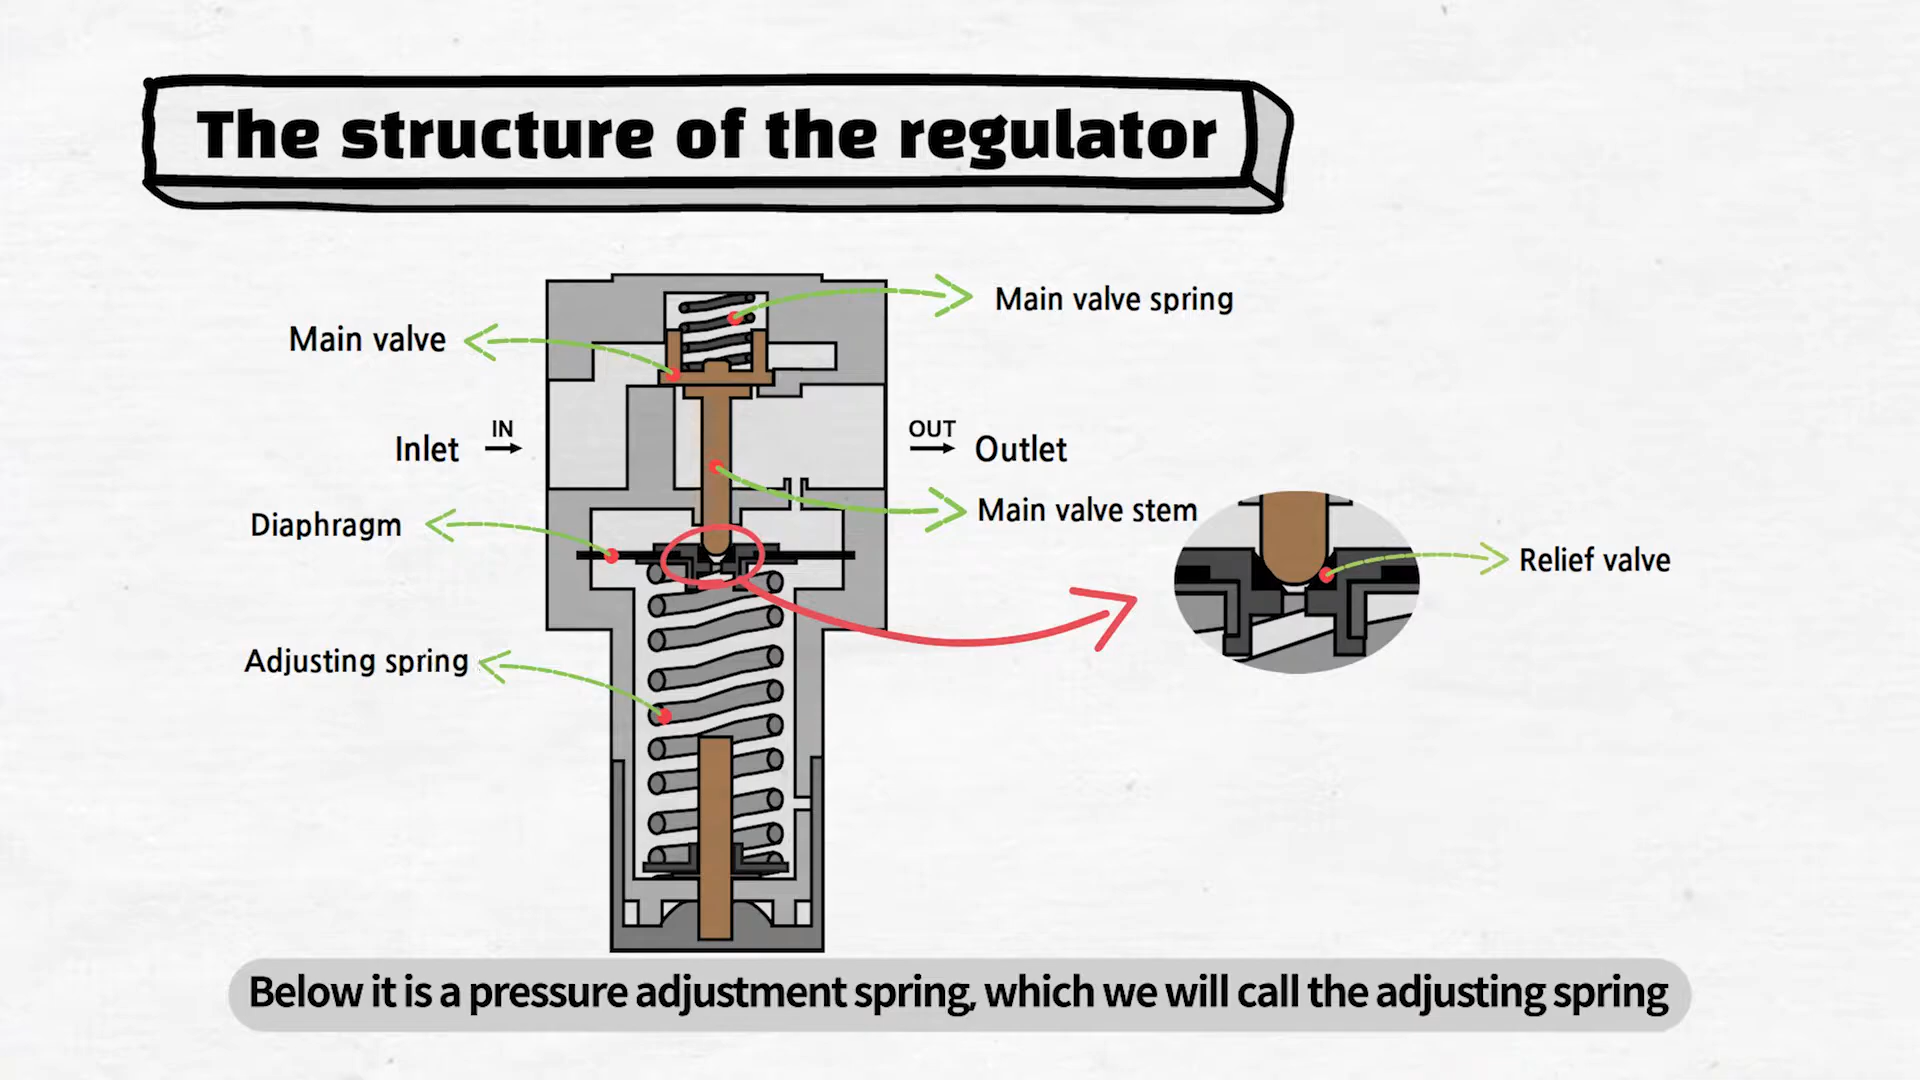 The structure of the regulator
Main valve spring
Main valve
IN
Inlet
OUT
Outlet
Main valve stem
Diaphragm
Relief valve
Adjusting spring
Below it is a pressure adjustment spring, which we will call the adjusting spring